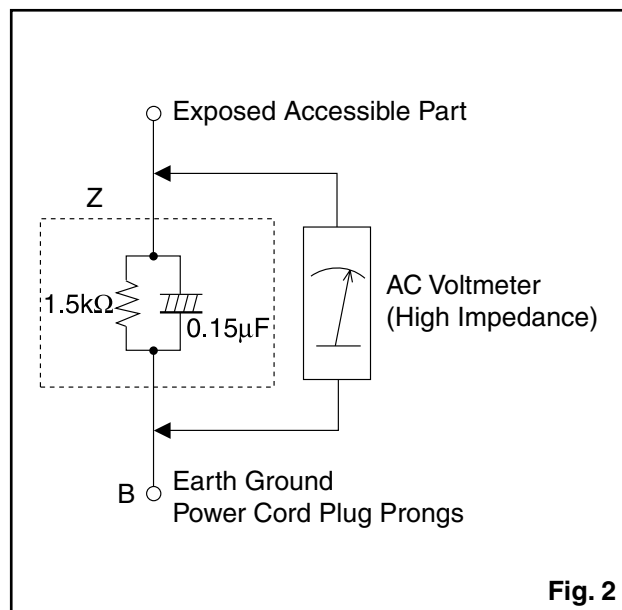 Exposed Accessible Part
Z
1.5kΩ
0.15µF
AC Voltmeter
(High Impedance)
B
Earth Ground
Power Cord Plug Prongs
Fig. 2